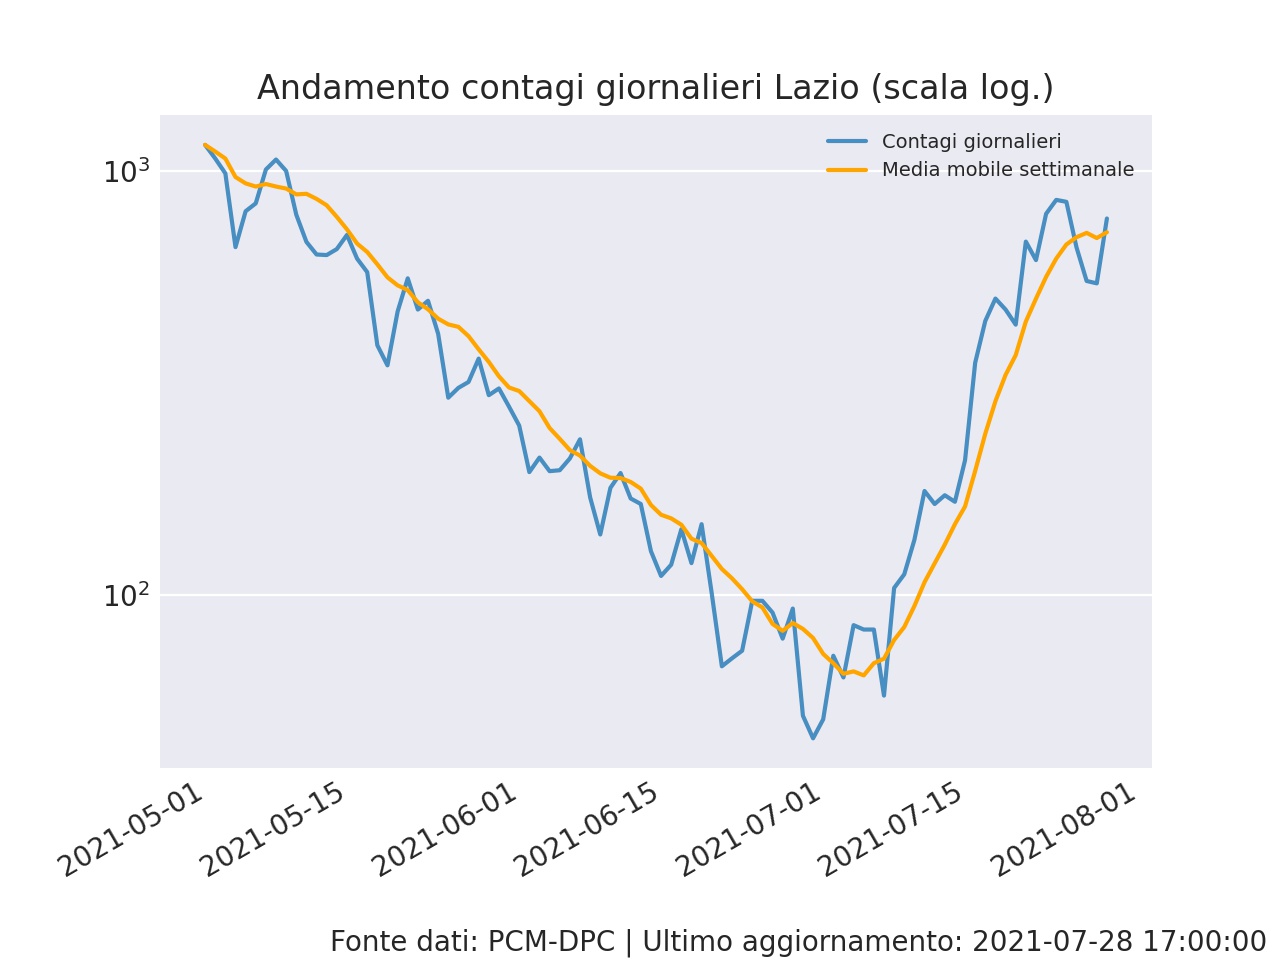 Andamento contagi giornalieri Lazio (scala log.)
Contagi giornalieri
Media mobile settimanale
10³
10²
2021-05-01
2021-05-15
2021-06-01
2021-06-15
2021-07-01
2021-07-15
2021-08-01
Fonte dati: PCM-DPC | Ultimo aggiornamento: 2021-07-28 17:00:00